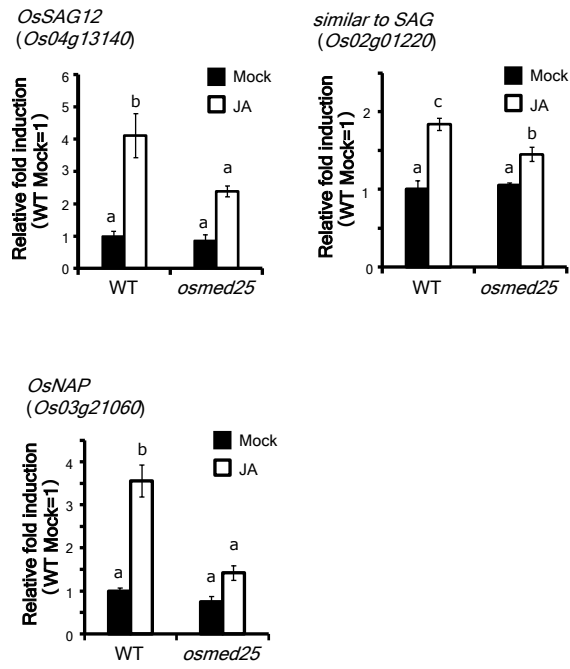 OsSAG12
(Os04g13140)
Relative fold induction
(WT Mock=1)
6
5
4
3
2
1
0
Mock
JA
a
b
a
a
WT
osmed25
similar to SAG
(Os02g01220)
Relative fold induction
(WT Mock=1)
2
1
0
Mock
JA
a
c
a
b
WT
osmed25
OsNAP
(Os03g21060)
Relative fold induction
(WT Mock=1)
4
3
2
1
0
Mock
JA
a
b
a
a
WT
osmed25